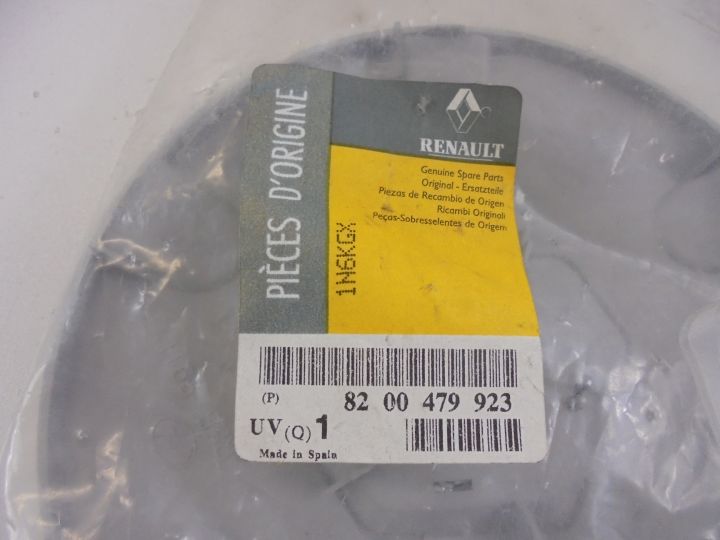 PIÈCES D'ORIGINE
RENAULT
Genuine Spare Parts
Original - Ersatzteile
Piezas de Recambio de Origen
Ricambi Originali
Peças-Sobresselentes de Origem
1W6KGX
(P) 82 00 479 923
UV (Q) 1
Made in Spain